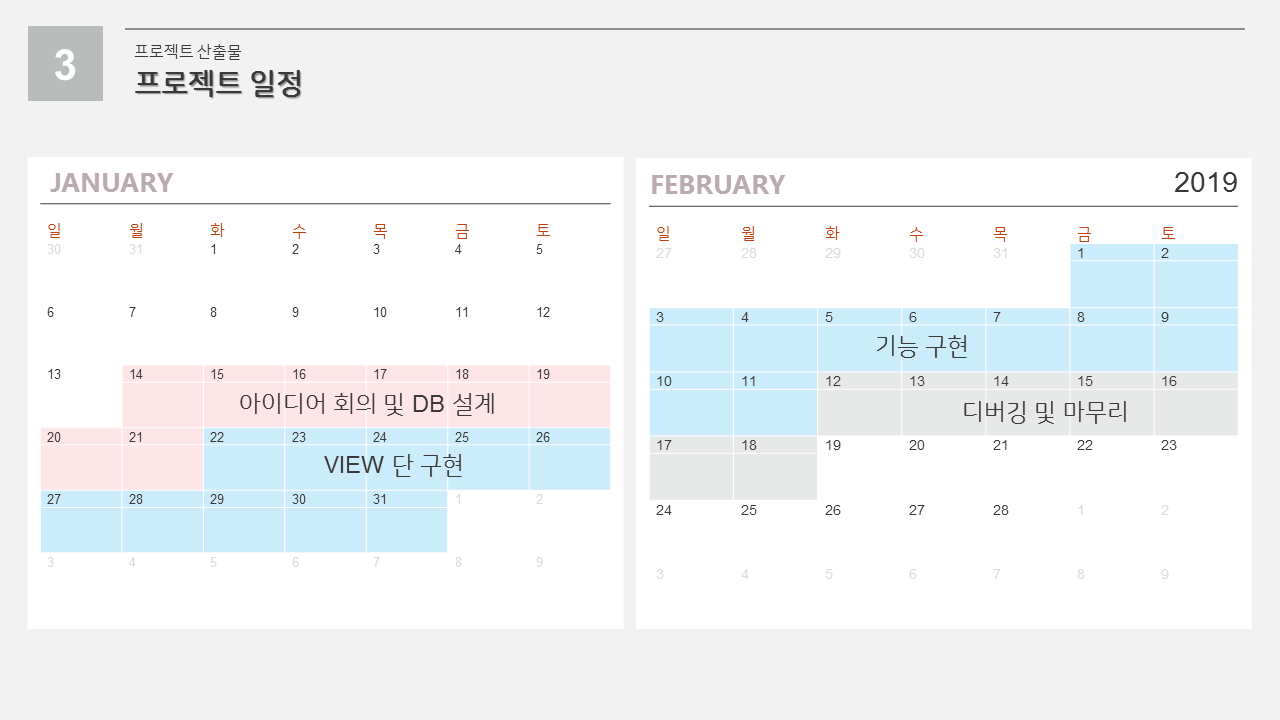 3
프로젝트 산출물
프로젝트 일정
JANUARY
일 월 화 수 목 금 토
30 31 1 2 3 4 5
6 7 8 9 10 11 12
13 14 15 16 17 18 19
아이디어 회의 및 DB 설계
20 21 22 23 24 25 26
VIEW 단 구현
27 28 29 30 31 1 2
3 4 5 6 7 8 9
FEBRUARY 2019
일 월 화 수 목 금 토
27 28 29 30 31 1 2
3 4 5 6 7 8 9
기능 구현
10 11 12 13 14 15 16
디버깅 및 마무리
17 18 19 20 21 22 23
24 25 26 27 28 1 2
3 4 5 6 7 8 9